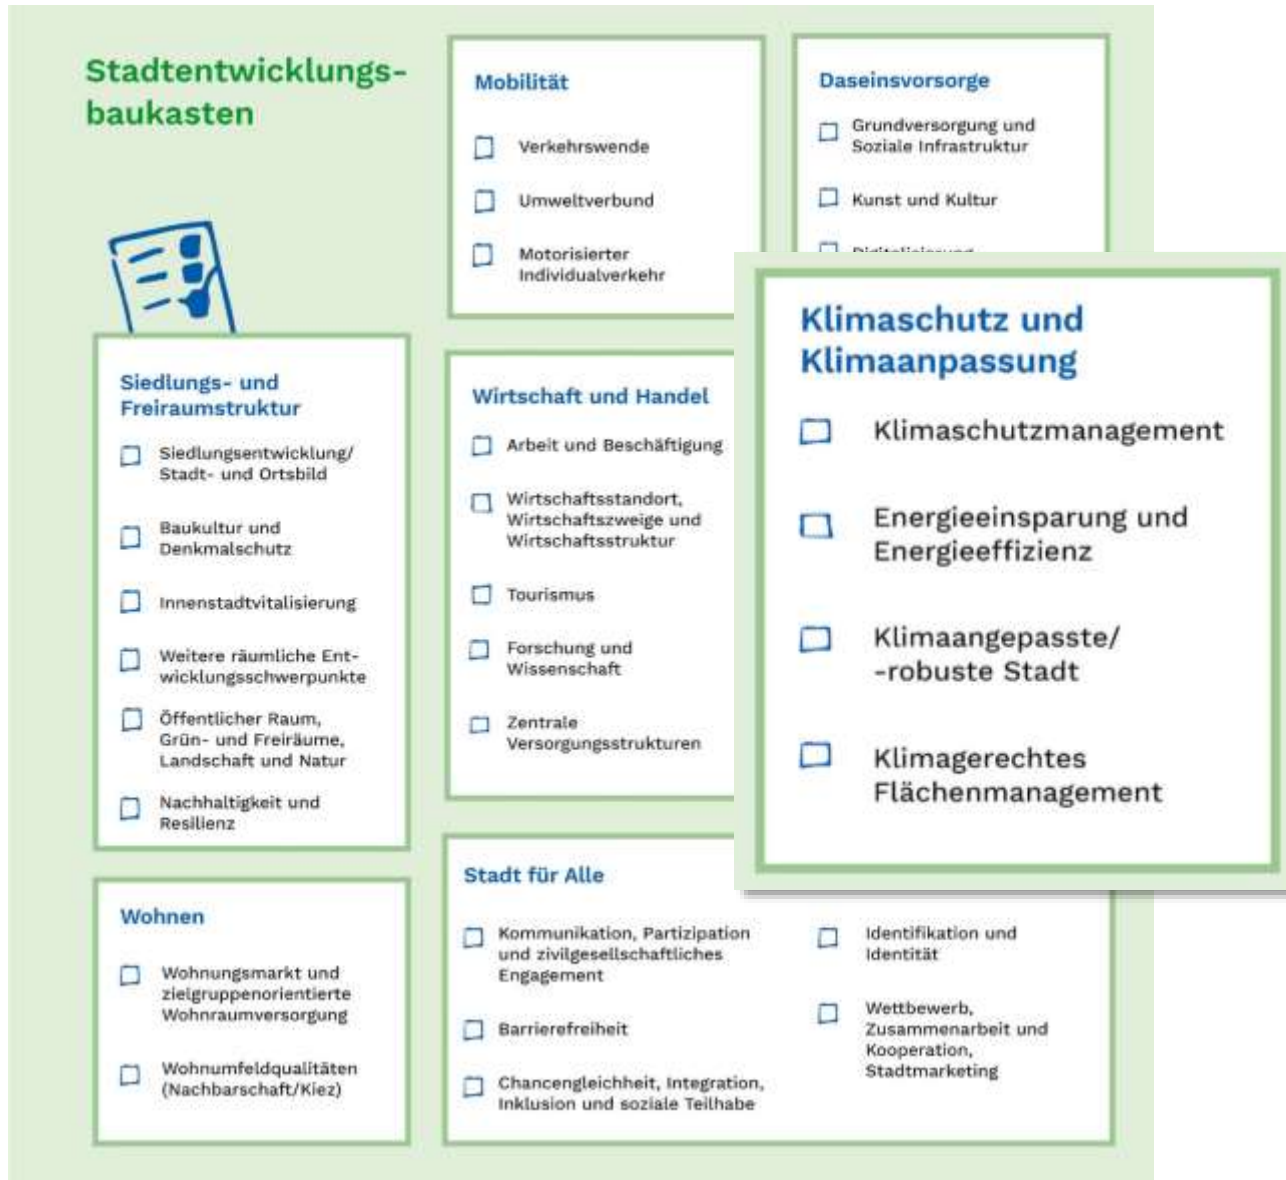 Stadtentwicklungs-
baukasten
Mobilität
Verkehrswende
Umweltverbund
Motorisierter
Individualverkehr
Daseinsvorsorge
Grundversorgung und
Soziale Infrastruktur
Kunst und Kultur
Digitalisierung
Siedlungs- und
Freiraumstruktur
Siedlungsentwicklung/
Stadt- und Ortsbild
Baukultur und
Denkmalschutz
Innenstadtvitalisierung
Weitere räumliche Ent-
wicklungsschwerpunkte
Öffentlicher Raum,
Grün- und Freiräume,
Landschaft und Natur
Nachhaltigkeit und
Resilienz
Wirtschaft und Handel
Arbeit und Beschäftigung
Wirtschaftsstandort,
Wirtschaftszweige und
Wirtschaftsstruktur
Tourismus
Forschung und
Wissenschaft
Zentrale
Versorgungsstrukturen
Klimaschutz und
Klimaanpassung
Klimaschutzmanagement
Energieeinsparung und
Energieeffizienz
Klimaangepasste/
-robuste Stadt
Klimagerechtes
Flächenmanagement
Wohnen
Wohnungsmarkt und
zielgruppenorientierte
Wohnraumversorgung
Wohnumfeldqualitäten
(Nachbarschaft/Kiez)
Stadt für Alle
Kommunikation, Partizipation
und zivilgesellschaftliches
Engagement
Barrierefreiheit
Chancengleichheit, Integration,
Inklusion und soziale Teilhabe
Identifikation und
Identität
Wettbewerb,
Zusammenarbeit und
Kooperation,
Stadtmarketing